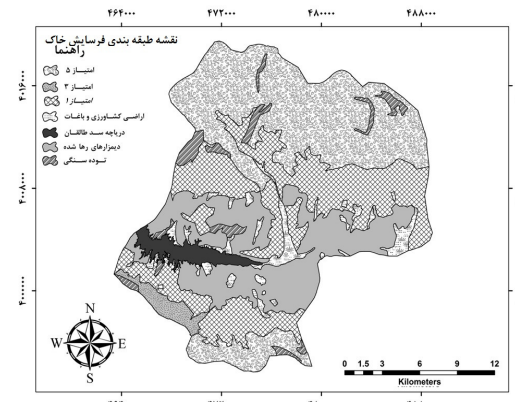 ۴۶۴۰۰۰ ۴۷۲۰۰۰ ۴۸۰۰۰۰ ۴۸۸۰۰۰
نقشه طبقه بندی فرسایش خاک
راهنما
امتیاز ۵
امتیاز ۳
امتیاز ۱
اراضی کشاورزی و باغات
دریاچه سد طالقان
دیمزارهای رها شده
توده سنگی
۴۰۱۶۰۰۰
۴۰۰۸۰۰۰
۴۰۰۰۰۰۰
N
W E
S
0 1.5 3 6 9 12
Kilometers